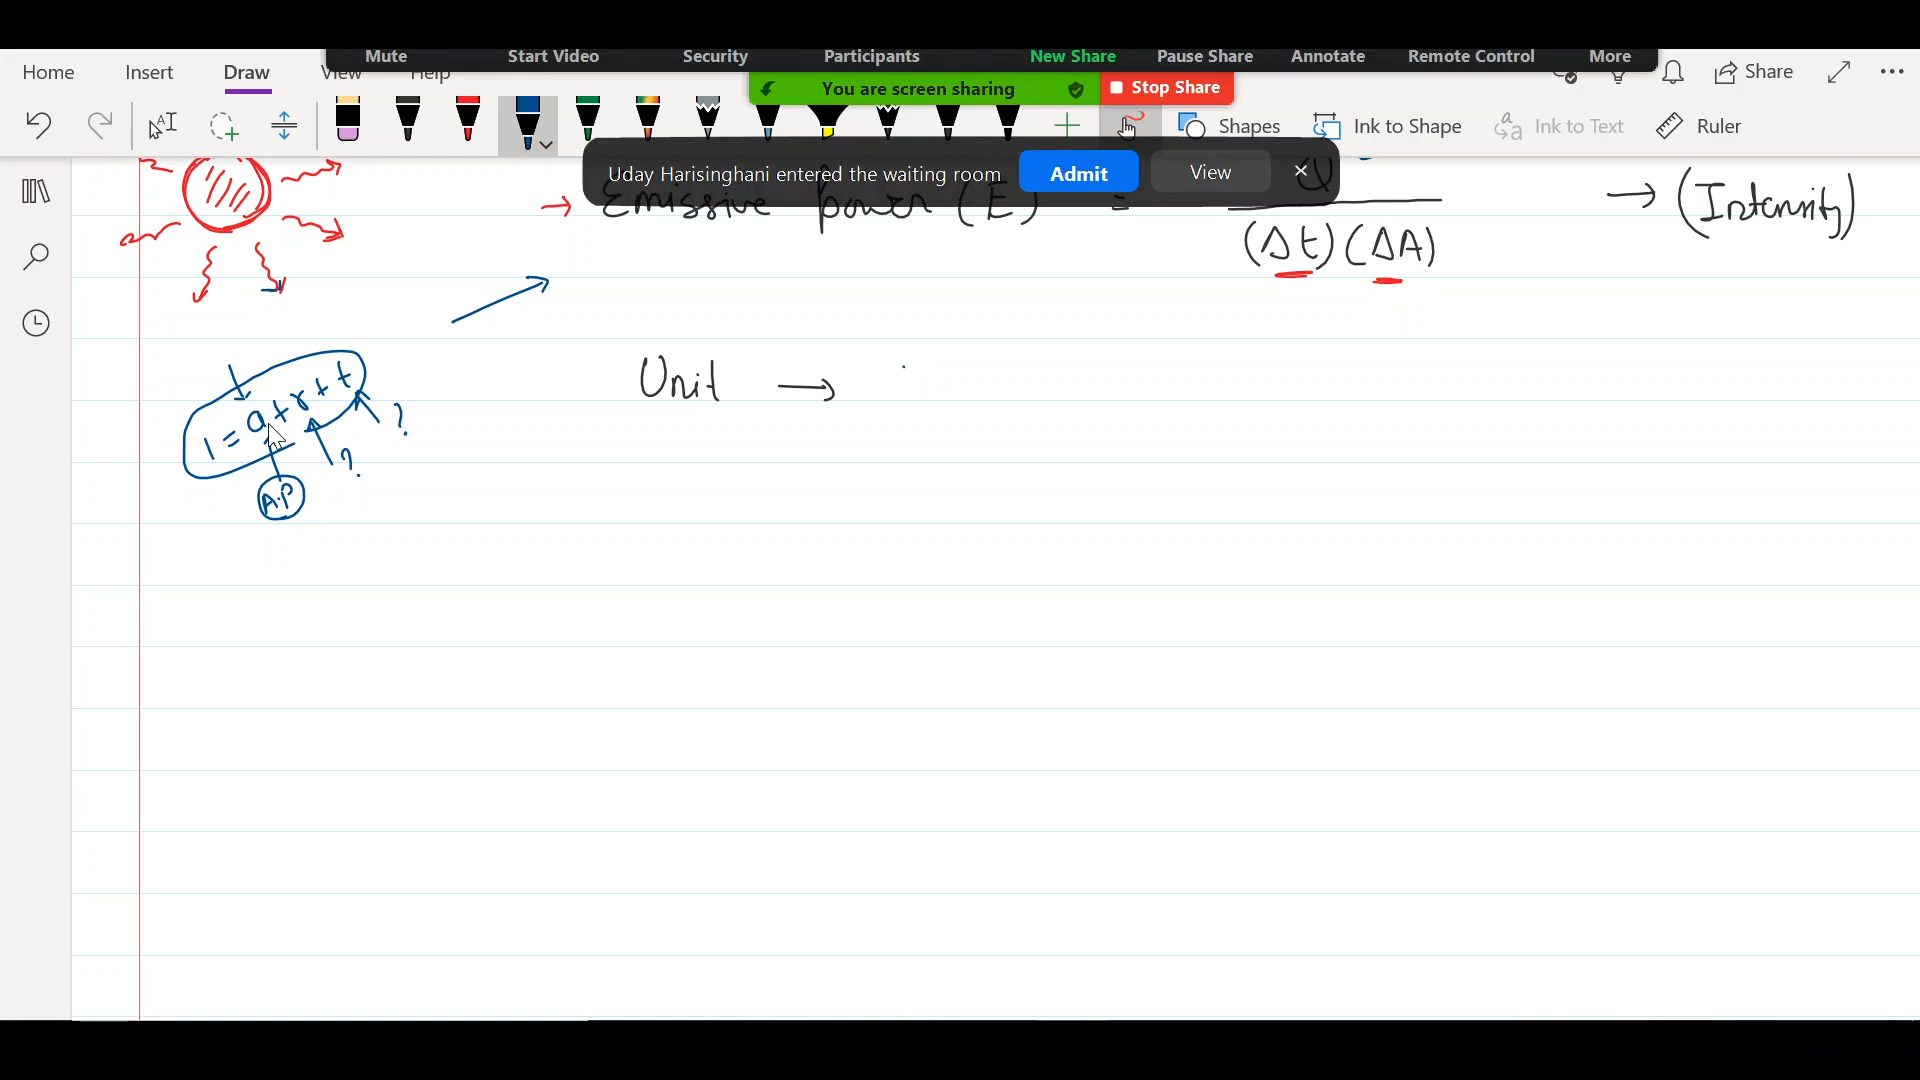 Mute Start Video Security Participants New Share Pause Share Annotate Remote Control More
Home Insert Draw View Help Share
You are screen sharing Stop Share
Shapes Ink to Shape Ink to Text Ruler
Uday Harisinghani entered the waiting room Admit View
→ Emissive power (E) = Q → (Intensity)
(Δt)(ΔA)
Unit →
1 = a + r + t
?
?
A.P